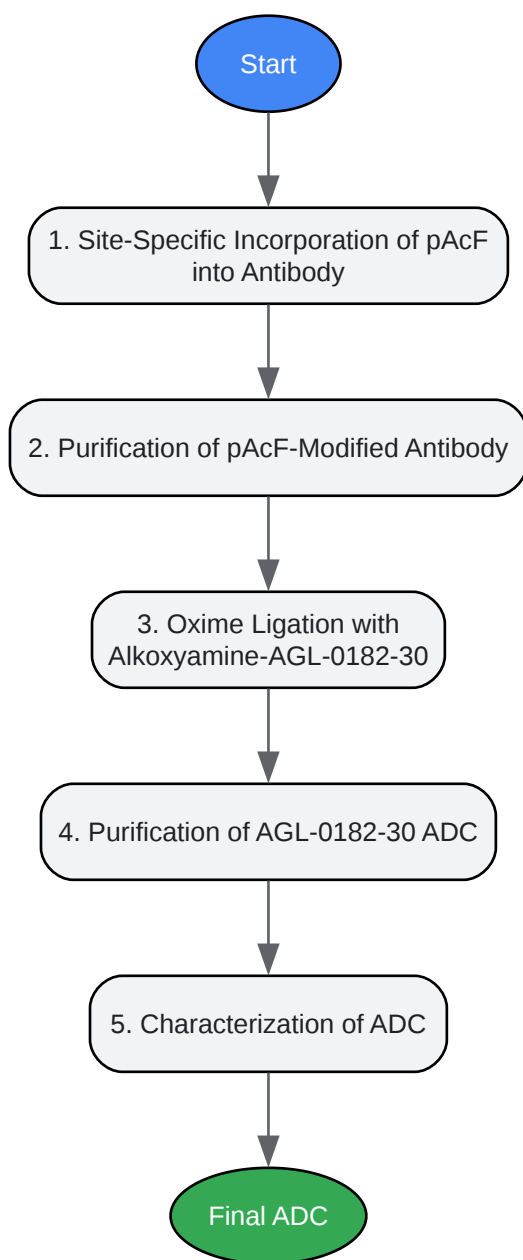 Start
1. Site-Specific Incorporation of pAcF
into Antibody
2. Purification of pAcF-Modified Antibody
3. Oxime Ligation with
Alkoxyamine-AGL-0182-30
4. Purification of AGL-0182-30 ADC
5. Characterization of ADC
Final ADC